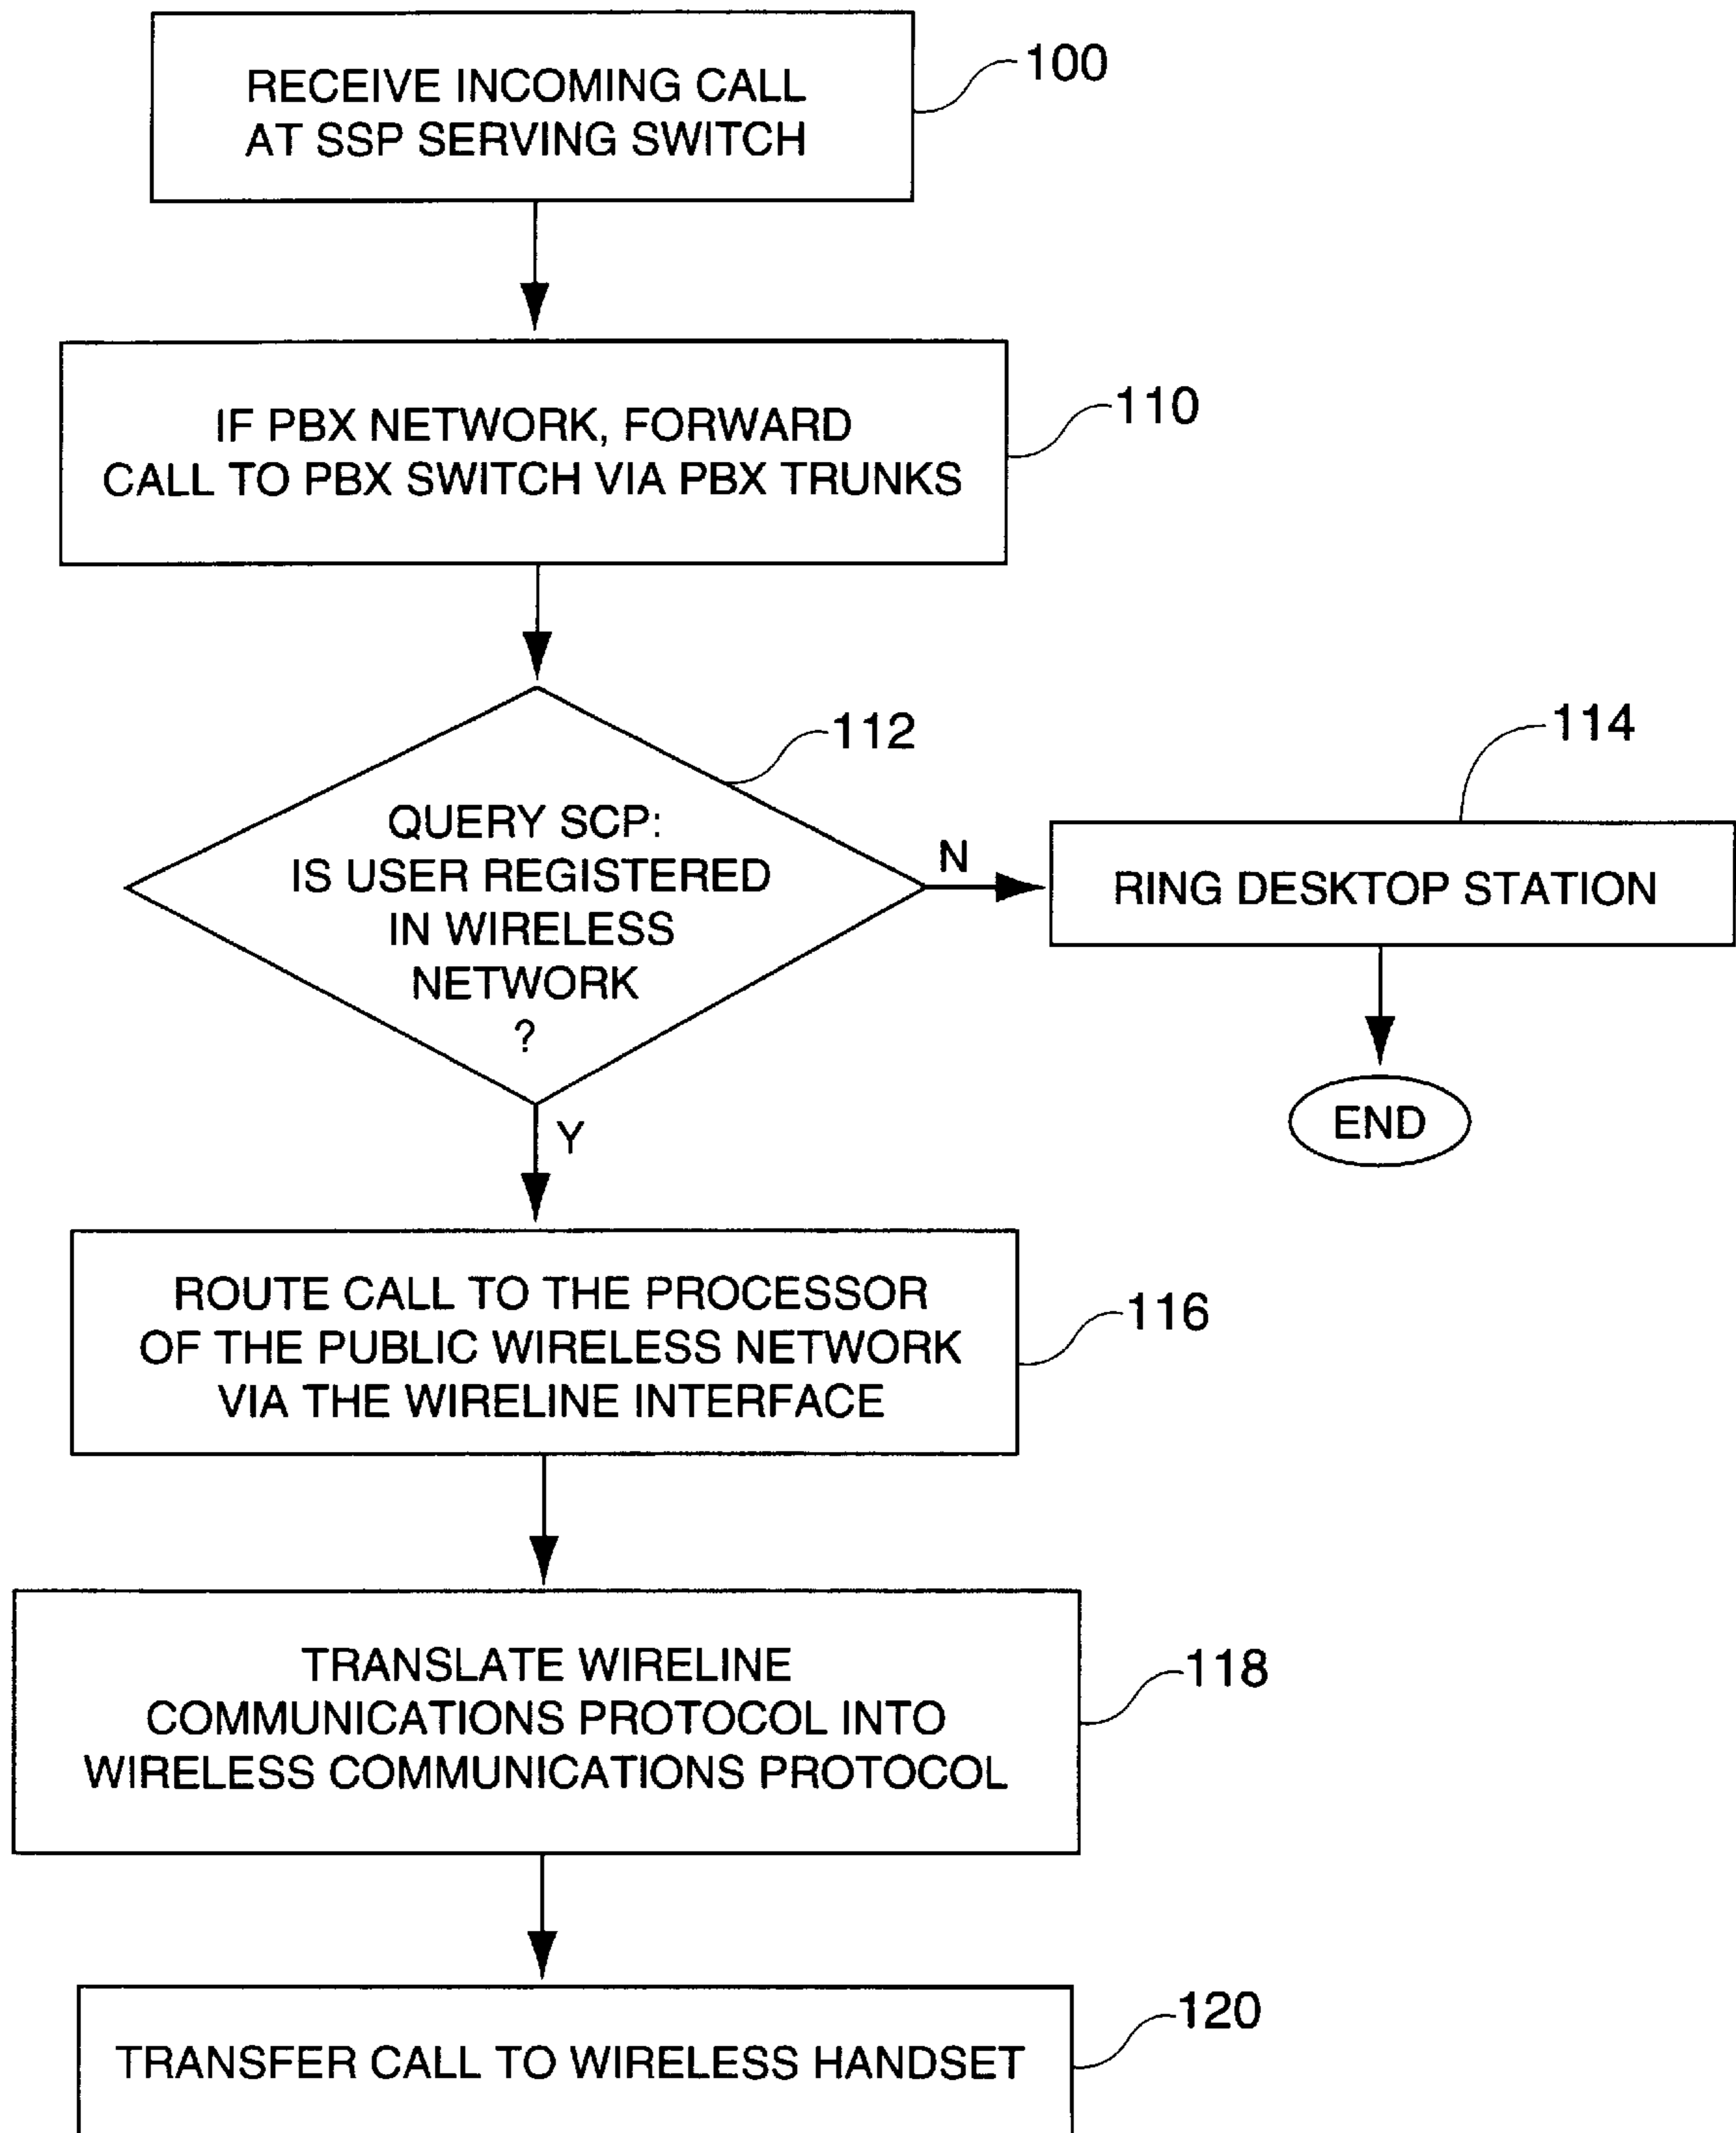 RECEIVE INCOMING CALL
AT SSP SERVING SWITCH
100
IF PBX NETWORK, FORWARD
CALL TO PBX SWITCH VIA PBX TRUNKS
110
QUERY SCP:
IS USER REGISTERED
IN WIRELESS
NETWORK
?
112
N
RING DESKTOP STATION
114
END
Y
ROUTE CALL TO THE PROCESSOR
OF THE PUBLIC WIRELESS NETWORK
VIA THE WIRELINE INTERFACE
116
TRANSLATE WIRELINE
COMMUNICATIONS PROTOCOL INTO
WIRELESS COMMUNICATIONS PROTOCOL
118
TRANSFER CALL TO WIRELESS HANDSET
120